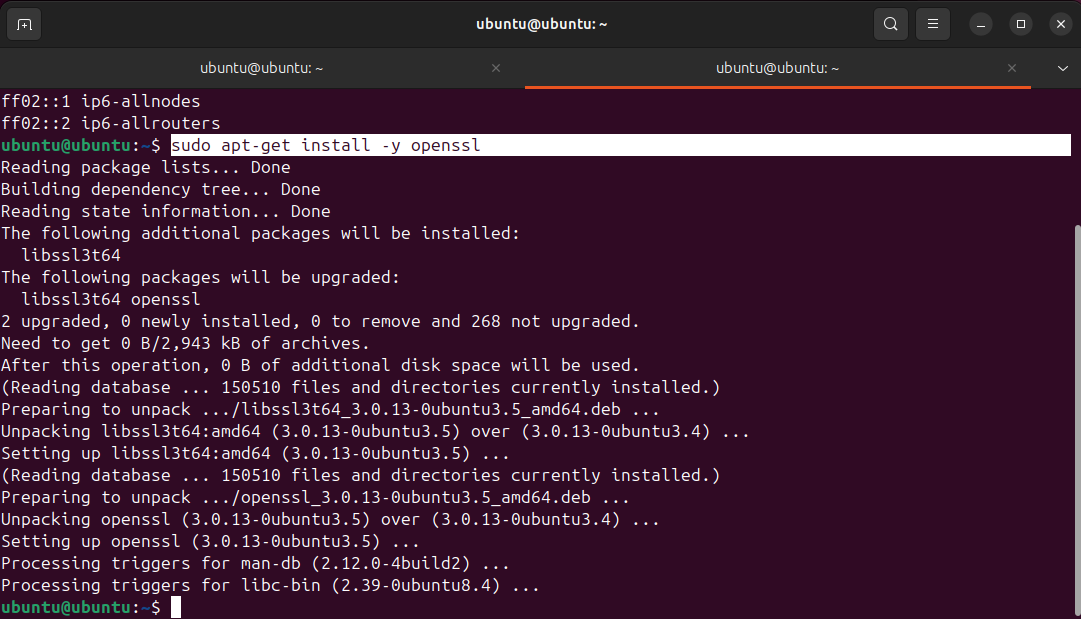 ubuntu@ubuntu: ~
ubuntu@ubuntu: ~
ubuntu@ubuntu: ~
ff02::1 ip6-allnodes
ff02::2 ip6-allrouters
ubuntu@ubuntu:~$ sudo apt-get install -y openssl
Reading package lists... Done
Building dependency tree... Done
Reading state information... Done
The following additional packages will be installed:
  libssl3t64
The following packages will be upgraded:
  libssl3t64 openssl
2 upgraded, 0 newly installed, 0 to remove and 268 not upgraded.
Need to get 0 B/2,943 kB of archives.
After this operation, 0 B of additional disk space will be used.
(Reading database ... 150510 files and directories currently installed.)
Preparing to unpack .../libssl3t64_3.0.13-0ubuntu3.5_amd64.deb ...
Unpacking libssl3t64:amd64 (3.0.13-0ubuntu3.5) over (3.0.13-0ubuntu3.4) ...
Setting up libssl3t64:amd64 (3.0.13-0ubuntu3.5) ...
(Reading database ... 150510 files and directories currently installed.)
Preparing to unpack .../openssl_3.0.13-0ubuntu3.5_amd64.deb ...
Unpacking openssl (3.0.13-0ubuntu3.5) over (3.0.13-0ubuntu3.4) ...
Setting up openssl (3.0.13-0ubuntu3.5) ...
Processing triggers for man-db (2.12.0-4build2) ...
Processing triggers for libc-bin (2.39-0ubuntu8.4) ...
ubuntu@ubuntu:~$